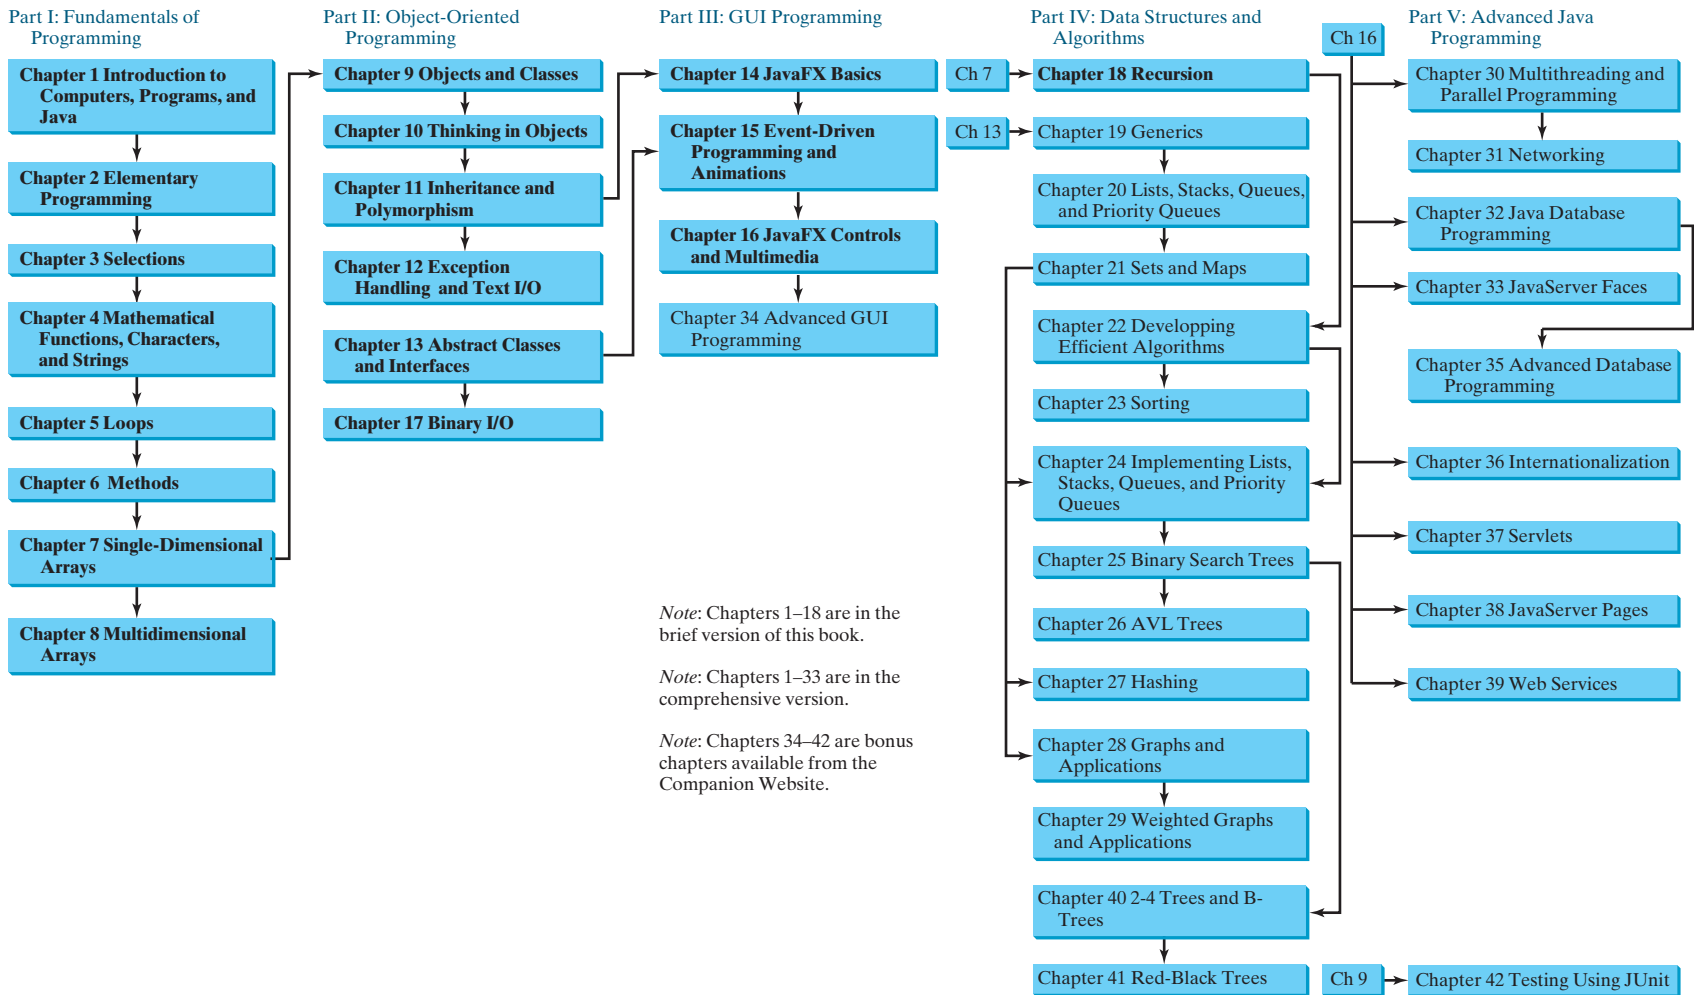 Part I: Fundamentals of
Programming
Chapter 1 Introduction to
Computers, Programs, and
Java
Chapter 2 Elementary
Programming
Chapter 3 Selections
Chapter 4 Mathematical
Functions, Characters,
and Strings
Chapter 5 Loops
Chapter 6 Methods
Chapter 7 Single-Dimensional
Arrays
Chapter 8 Multidimensional
Arrays
Part II: Object-Oriented
Programming
Chapter 9 Objects and Classes
Chapter 10 Thinking in Objects
Chapter 11 Inheritance and
Polymorphism
Chapter 12 Exception
Handling and Text I/O
Chapter 13 Abstract Classes
and Interfaces
Chapter 17 Binary I/O
Part III: GUI Programming
Chapter 14 JavaFX Basics
Chapter 15 Event-Driven
Programming and
Animations
Chapter 16 JavaFX Controls
and Multimedia
Chapter 34 Advanced GUI
Programming
Note: Chapters 1–18 are in the
brief version of this book.
Note: Chapters 1–33 are in the
comprehensive version.
Note: Chapters 34–42 are bonus
chapters available from the
Companion Website.
Part IV: Data Structures and
Algorithms
Ch 7
Chapter 18 Recursion
Ch 13
Chapter 19 Generics
Chapter 20 Lists, Stacks, Queues,
and Priority Queues
Chapter 21 Sets and Maps
Chapter 22 Developping
Efficient Algorithms
Chapter 23 Sorting
Chapter 24 Implementing Lists,
Stacks, Queues, and Priority
Queues
Chapter 25 Binary Search Trees
Chapter 26 AVL Trees
Chapter 27 Hashing
Chapter 28 Graphs and
Applications
Chapter 29 Weighted Graphs
and Applications
Chapter 40 2-4 Trees and B-
Trees
Chapter 41 Red-Black Trees
Ch 16
Part V: Advanced Java
Programming
Chapter 30 Multithreading and
Parallel Programming
Chapter 31 Networking
Chapter 32 Java Database
Programming
Chapter 33 JavaServer Faces
Chapter 35 Advanced Database
Programming
Chapter 36 Internationalization
Chapter 37 Servlets
Chapter 38 JavaServer Pages
Chapter 39 Web Services
Ch 9
Chapter 42 Testing Using JUnit